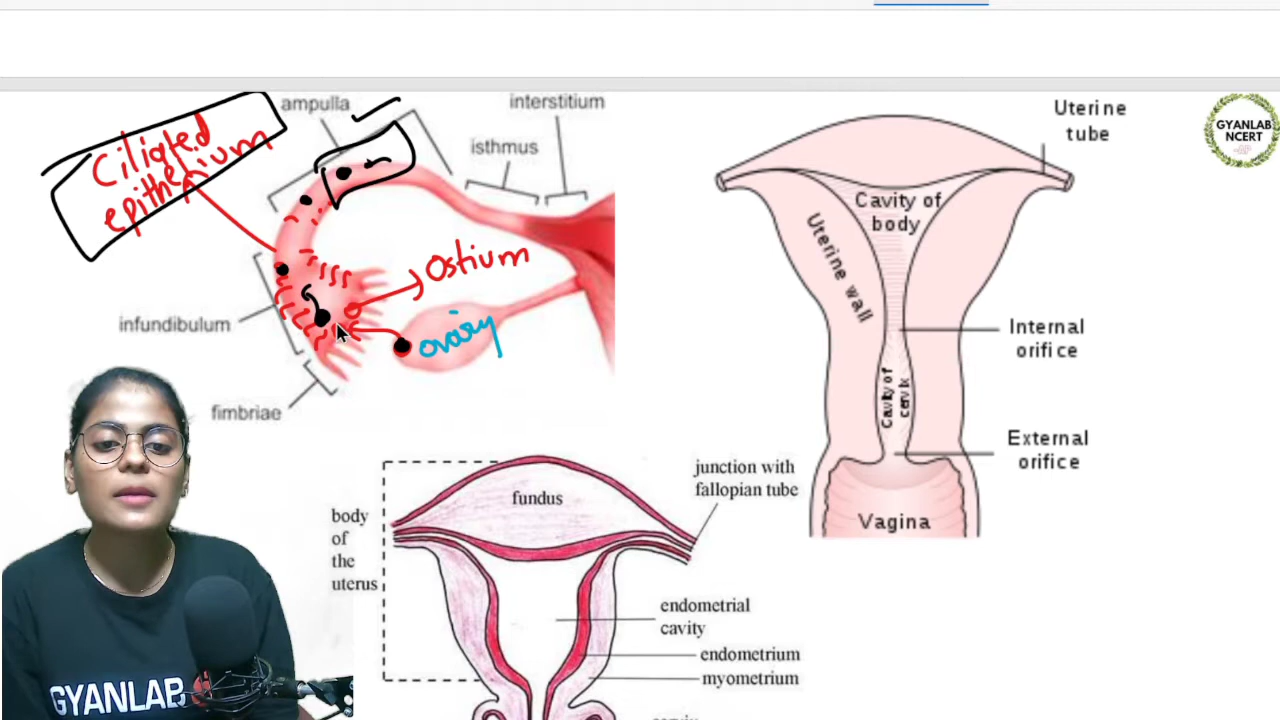 ampulla
interstitium
isthmus
Ciliated
epithelium
Ostium
ovary
infundibulum
fimbriae
Uterine
tube
Cavity of
body
Uterine wall
Internal
orifice
Cavity of
cervix
External
orifice
Vagina
GYANLAB
NCERT
fundus
junction with
fallopian tube
body
of
the
uterus
endometrial
cavity
endometrium
myometrium
GYANLAB